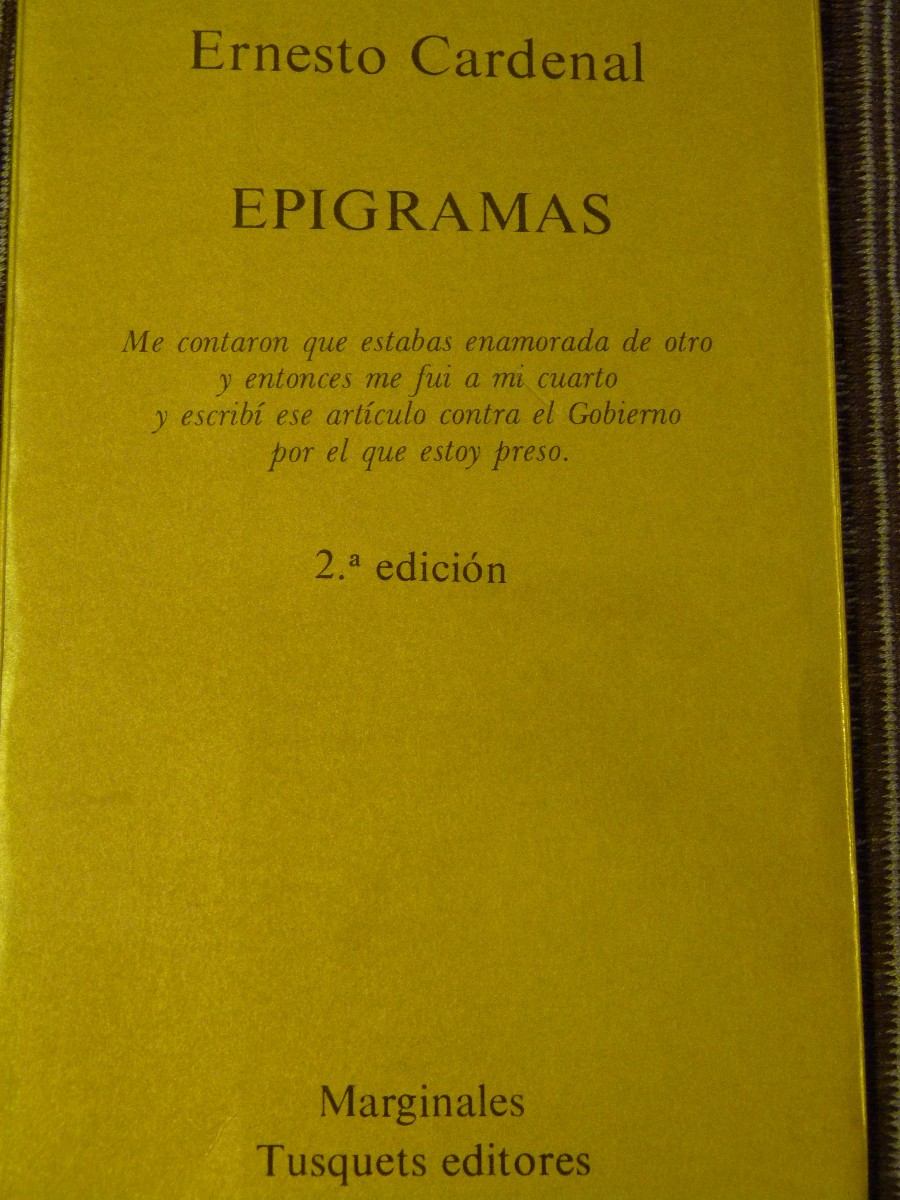 Ernesto Cardenal
EPIGRAMAS
Me contaron que estabas enamorada de otro
y entonces me fui a mi cuarto
y escribí ese artículo contra el Gobierno
por el que estoy preso.
2.ª edición
Marginales
Tusquets editores